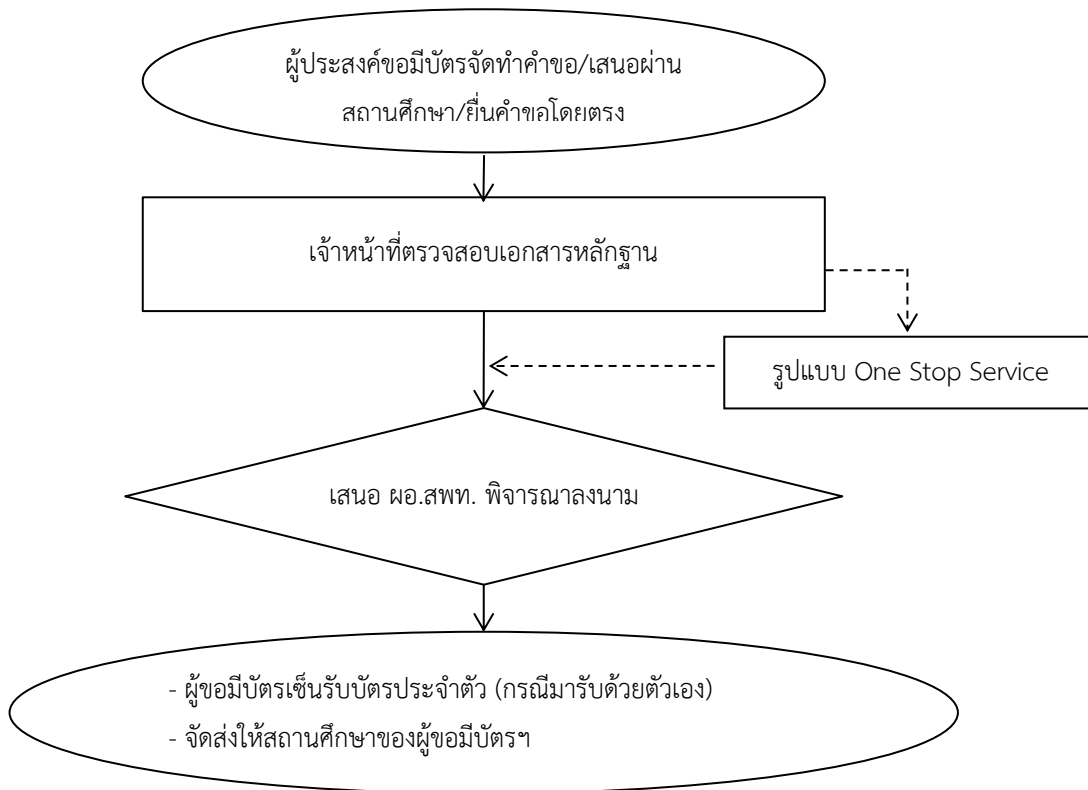 ผู้ประสงค์ขอมีบัตรจัดทำคำขอ/เสนอผ่าน
สถานศึกษา/ยื่นคำขอโดยตรง
เจ้าหน้าที่ตรวจสอบเอกสารหลักฐาน
รูปแบบ One Stop Service
เสนอ ผอ.สพท. พิจารณาลงนาม
- ผู้ขอมีบัตรเซ็นรับบัตรประจำตัว (กรณีมารับด้วยตัวเอง)
- จัดส่งให้สถานศึกษาของผู้ขอมีบัตรฯ